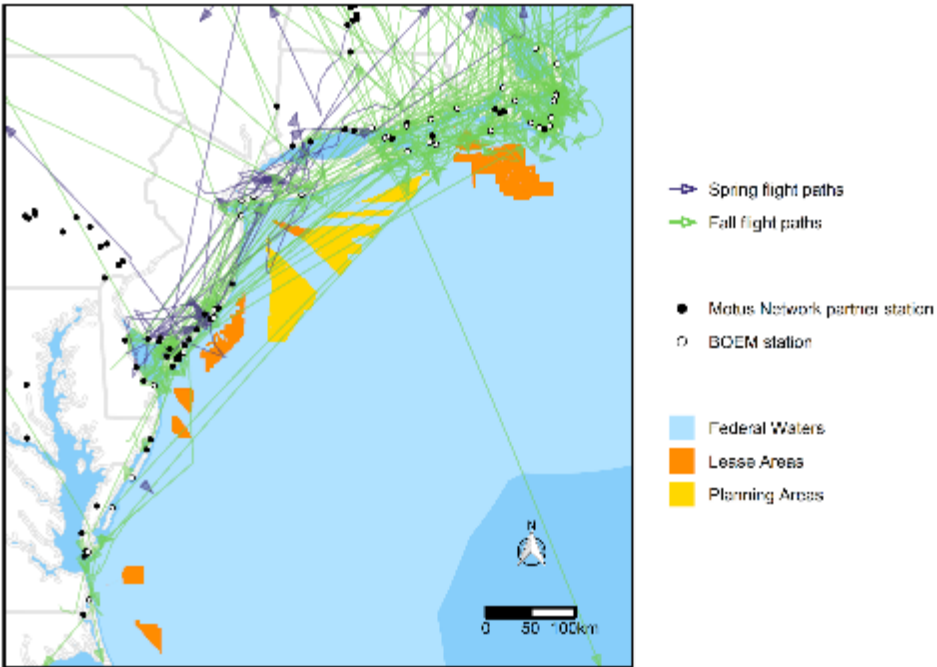 Spring flight paths
Fall flight paths
Motus Network partner station
BOEM station
Federal Waters
Lease Areas
Planning Areas
N
0 50 100km